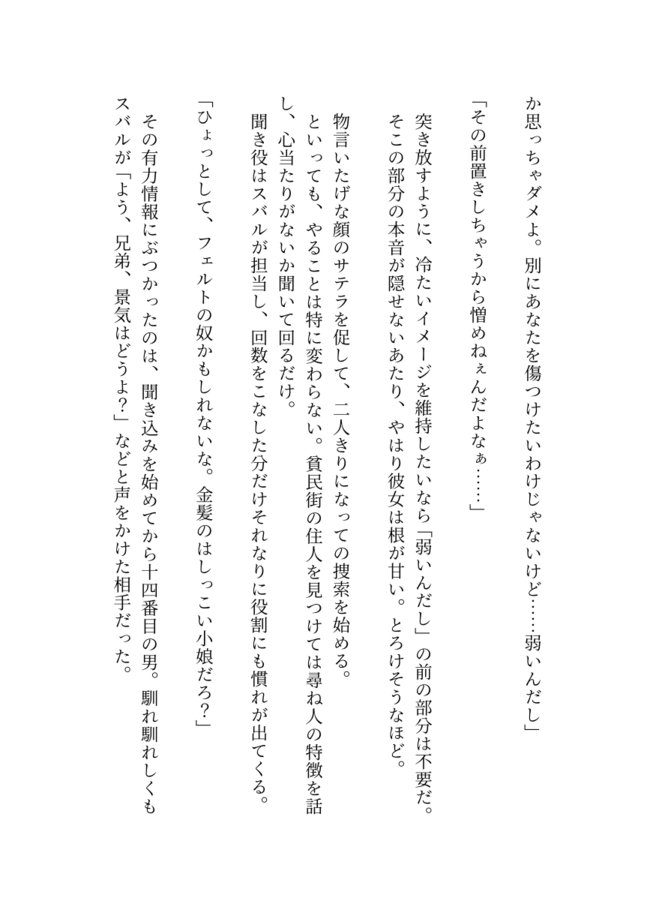 か思っちゃダメよ。別にあなたを傷つけたいわけじゃないけど……弱いんだし」
「その前置きしちゃうから憎めねぇんだよなぁ……」
突き放すように、冷たいイメージを維持したいなら「弱いんだし」の前の部分は不要だ。
そこの部分の本音が隠せないあたり、やはり彼女は根が甘い。とろけそうなほど。
物言いたげな顔のサテラを促して、二人きりになっての捜索を始める。
といっても、やることは特に変わらない。貧民街の住人を見つけては尋ね人の特徴を話
し、心当たりがないか聞いて回るだけ。
聞き役はスバルが担当し、回数をこなした分だけそれなりに役割にも慣れが出てくる。
「ひょっとして、フェルトの奴かもしれないな。金髪のはしっこい小娘だろ？」
その有力情報にぶつかったのは、聞き込みを始めてから十四番目の男。馴れ馴れしくも
スバルが「よう、兄弟、景気はどうよ？」などと声をかけた相手だった。